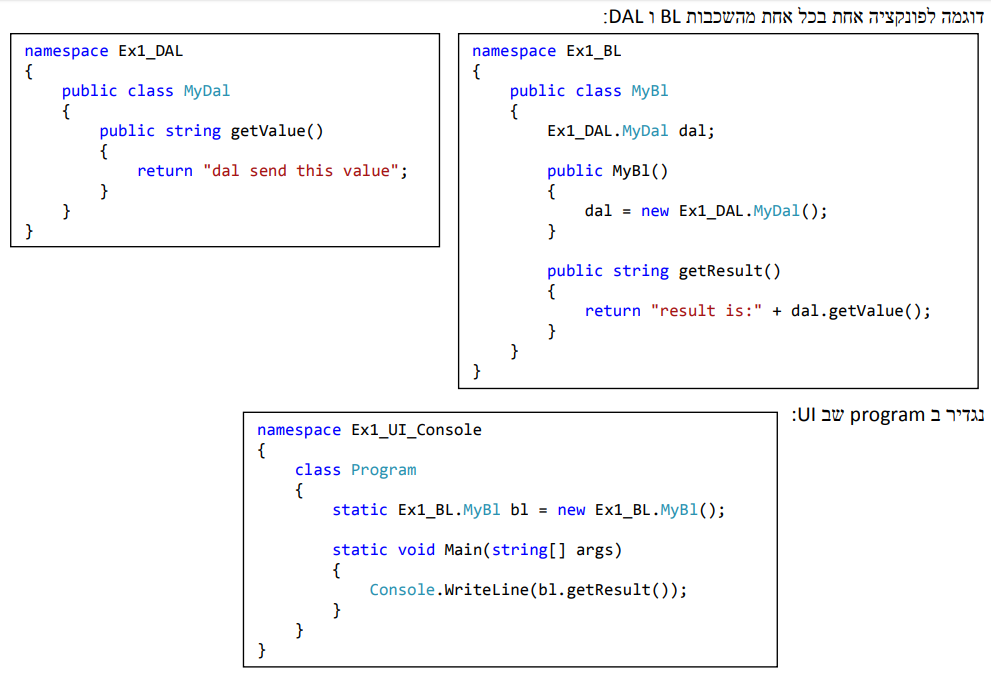 דוגמה לפונקציה אחת בכל אחת מהשכבות BL ו DAL:
namespace Ex1_DAL
{
    public class MyDal
    {
        public string getValue()
        {
            return "dal send this value";
        }
    }
}
namespace Ex1_BL
{
    public class MyBl
    {
        Ex1_DAL.MyDal dal;

        public MyBl()
        {
            dal = new Ex1_DAL.MyDal();
        }

        public string getResult()
        {
            return "result is:" + dal.getValue();
        }
    }
}
נגדיר ב program שב UI:
namespace Ex1_UI_Console
{
    class Program
    {
        static Ex1_BL.MyBl bl = new Ex1_BL.MyBl();

        static void Main(string[] args)
        {
            Console.WriteLine(bl.getResult());
        }
    }
}